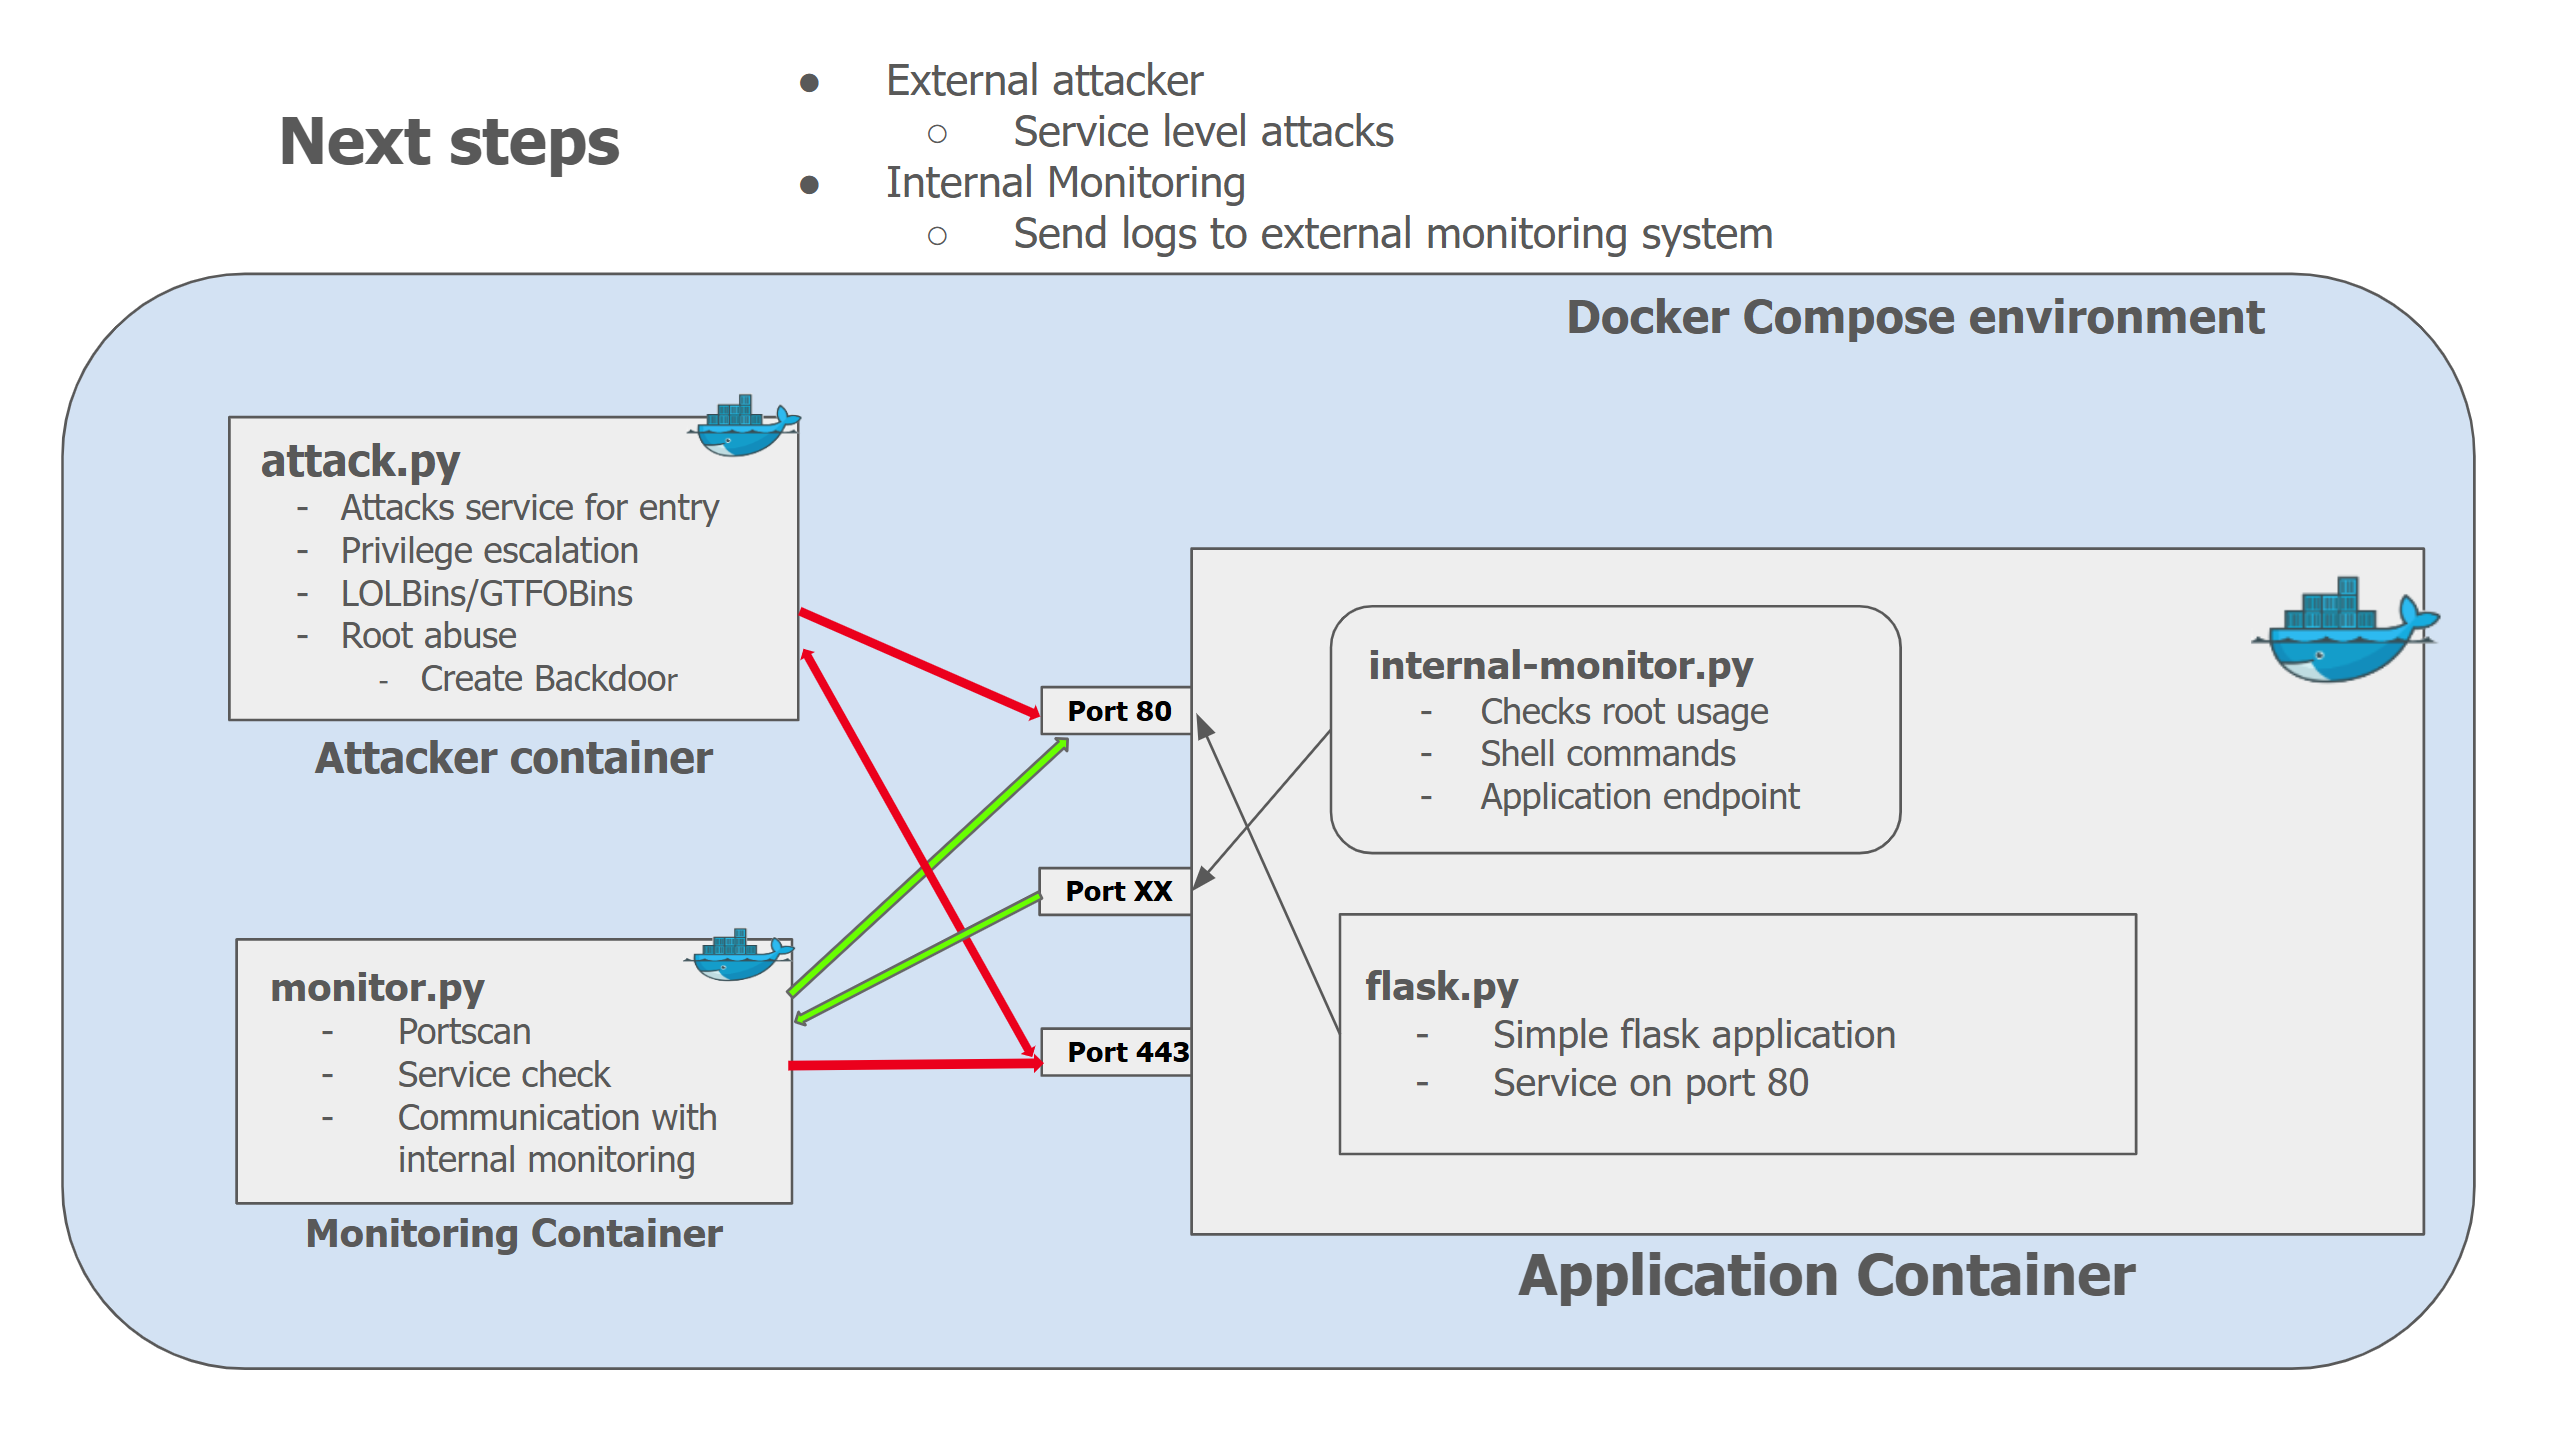 Next steps
● External attacker
○ Service level attacks
● Internal Monitoring
○ Send logs to external monitoring system
Docker Compose environment
attack.py
- Attacks service for entry
- Privilege escalation
- LOLBins/GTFOBins
- Root abuse
- Create Backdoor
Attacker container
monitor.py
- Portscan
- Service check
- Communication with
internal monitoring
Monitoring Container
Port 80
Port XX
Port 443
internal-monitor.py
- Checks root usage
- Shell commands
- Application endpoint
flask.py
- Simple flask application
- Service on port 80
Application Container